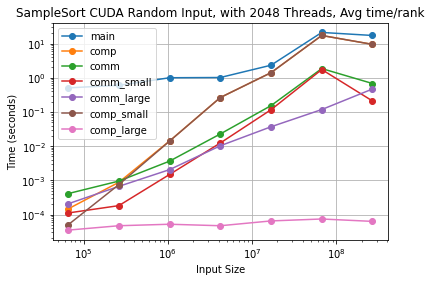 SampleSort CUDA Random Input, with 2048 Threads, Avg time/rank
main
comp
comm
comm_small
comm_large
comp_small
comp_large
Time (seconds)
10¹
10⁰
10⁻¹
10⁻²
10⁻³
10⁻⁴
10⁵
10⁶
10⁷
10⁸
Input Size